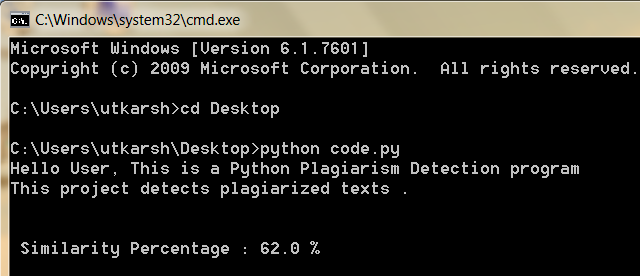 C:\Windows\system32\cmd.exe
Microsoft Windows [Version 6.1.7601]
Copyright (c) 2009 Microsoft Corporation.  All rights reserved.
C:\Users\utkarsh>cd Desktop
C:\Users\utkarsh\Desktop>python code.py
Hello User, This is a Python Plagiarism Detection program
This project detects plagiarized texts .
Similarity Percentage : 62.0 %